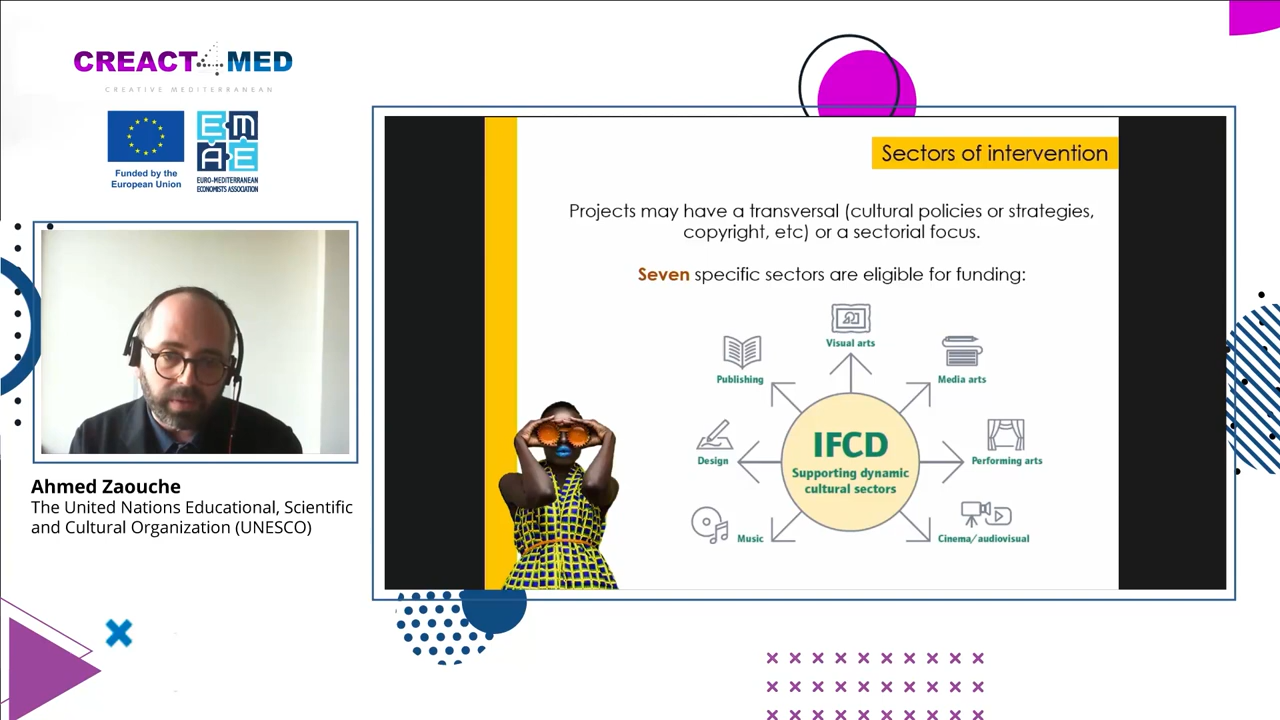 CREACT4MED
CREATIVE MEDITERRANEAN
Funded by the
European Union
EM
AE
EURO-MEDITERRANEAN
ECONOMISTS ASSOCIATION
Ahmed Zaouche
The United Nations Educational, Scientific
and Cultural Organization (UNESCO)
Sectors of intervention
Projects may have a transversal (cultural policies or strategies,
copyright, etc) or a sectorial focus.
Seven specific sectors are eligible for funding:
Visual arts
Publishing
Media arts
Design
IFCD
Supporting dynamic
cultural sectors
Performing arts
Music
Cinema/audiovisual